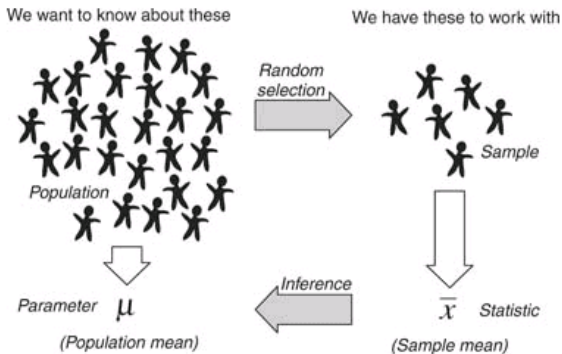 We want to know about these
We have these to work with
Random
selection
Population
Sample
Inference
Parameter μ
x̄ Statistic
(Population mean)
(Sample mean)